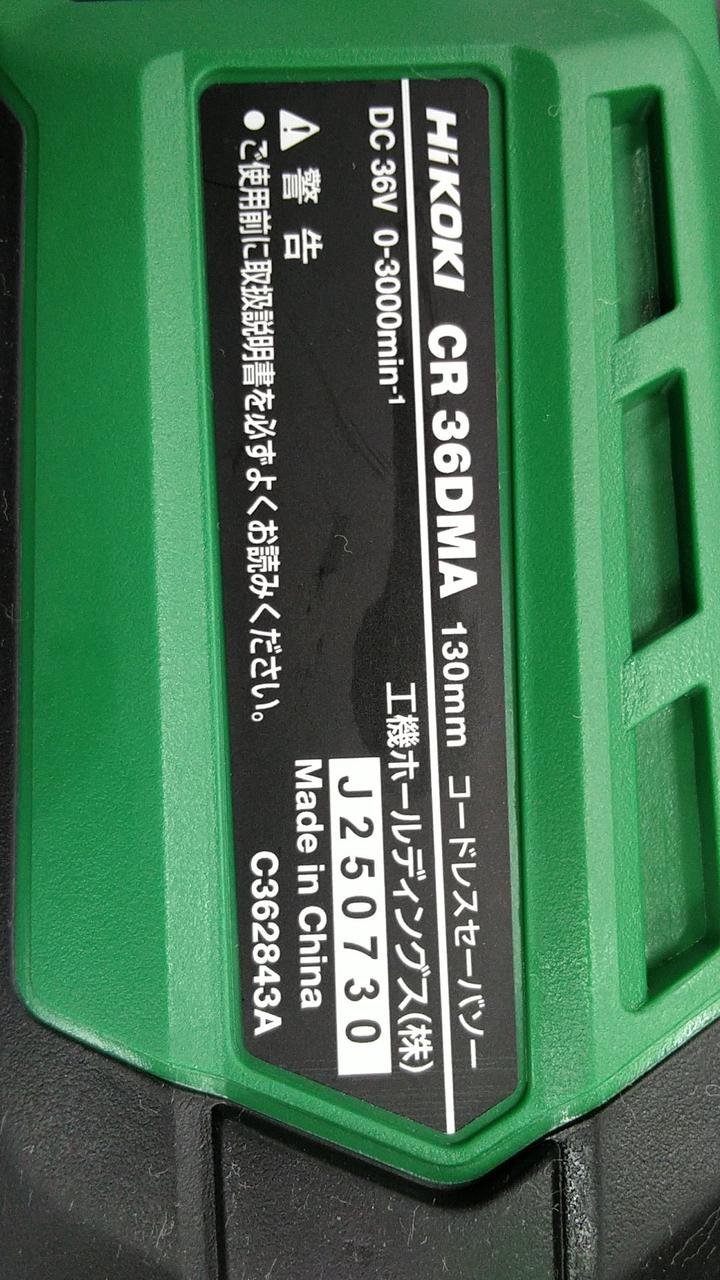 HiKOKI CR 36DMA 130mm コードレスセーバソー
DC 36V 0-3000min⁻¹
工機ホールディングス(株)
J250730
警告
Made in China
●ご使用前に取扱説明書を必ずよくお読みください。
C362843A